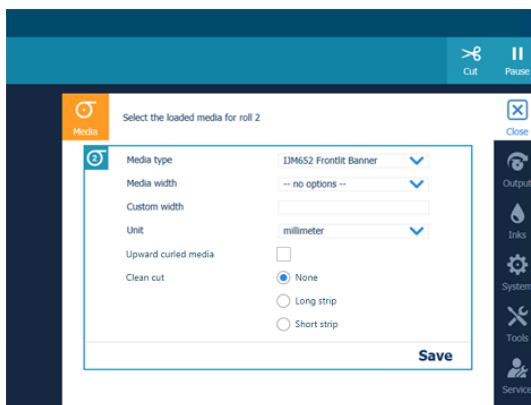 Cut
Pause
Media
Select the loaded media for roll 2
Close
2
Media type
IJM652 Frontlit Banner
Media width
-- no options --
Custom width
Unit
millimeter
Upward curled media
Clean cut
None
Long strip
Short strip
Save
Output
Inks
System
Tools
Service